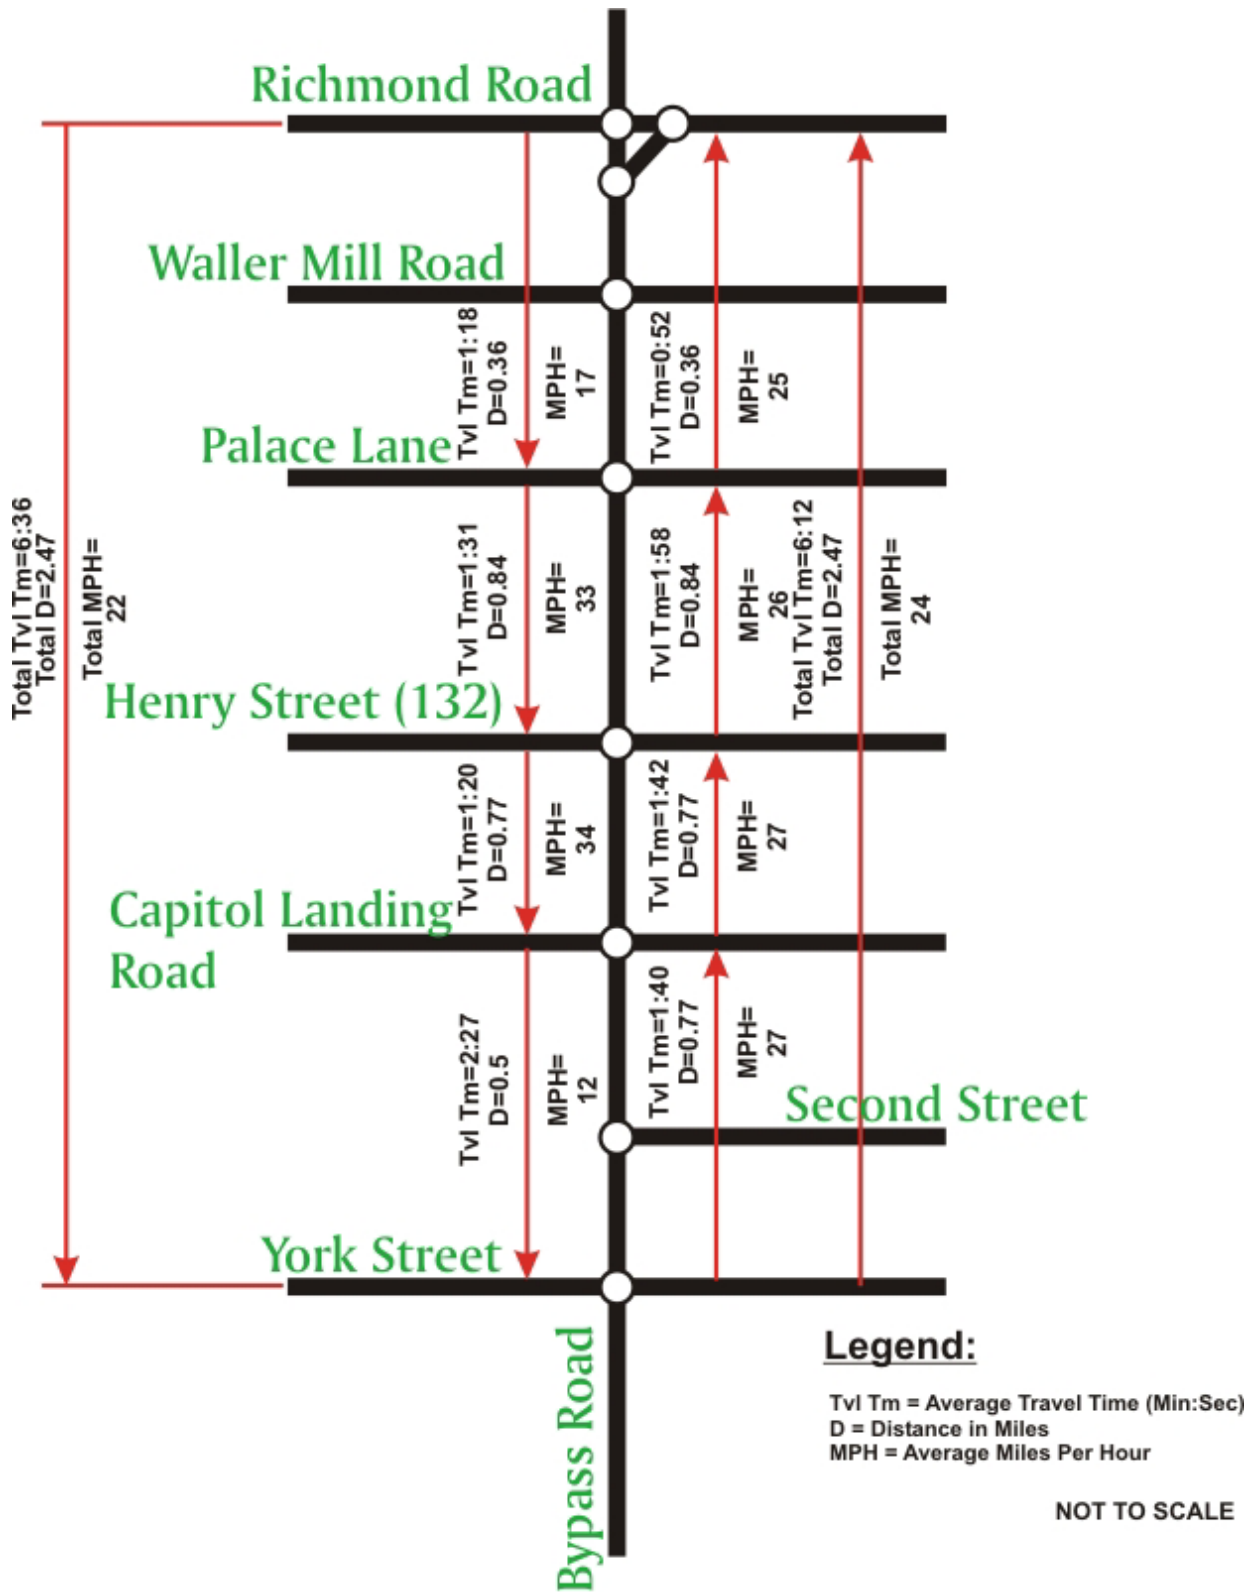 Richmond Road
Waller Mill Road
Tvl Tm=1:18
D=0.36
MPH=
17
Tvl Tm=0:52
D=0.36
MPH=
25
Palace Lane
Total Tvl Tm=6:36
Total D=2.47
Total MPH=
22
Tvl Tm=1:31
D=0.84
MPH=
33
Tvl Tm=1:58
D=0.84
MPH=
26
Total Tvl Tm=6:12
Total D=2.47
Total MPH=
24
Henry Street (132)
Tvl Tm=1:20
D=0.77
MPH=
34
Tvl Tm=1:42
D=0.77
MPH=
27
Capitol Landing
Road
Tvl Tm=2:27
D=0.5
MPH=
12
Tvl Tm=1:40
D=0.77
MPH=
27
Second Street
York Street
Bypass Road
Legend:
Tvl Tm = Average Travel Time (Min:Sec)
D = Distance in Miles
MPH = Average Miles Per Hour
NOT TO SCALE